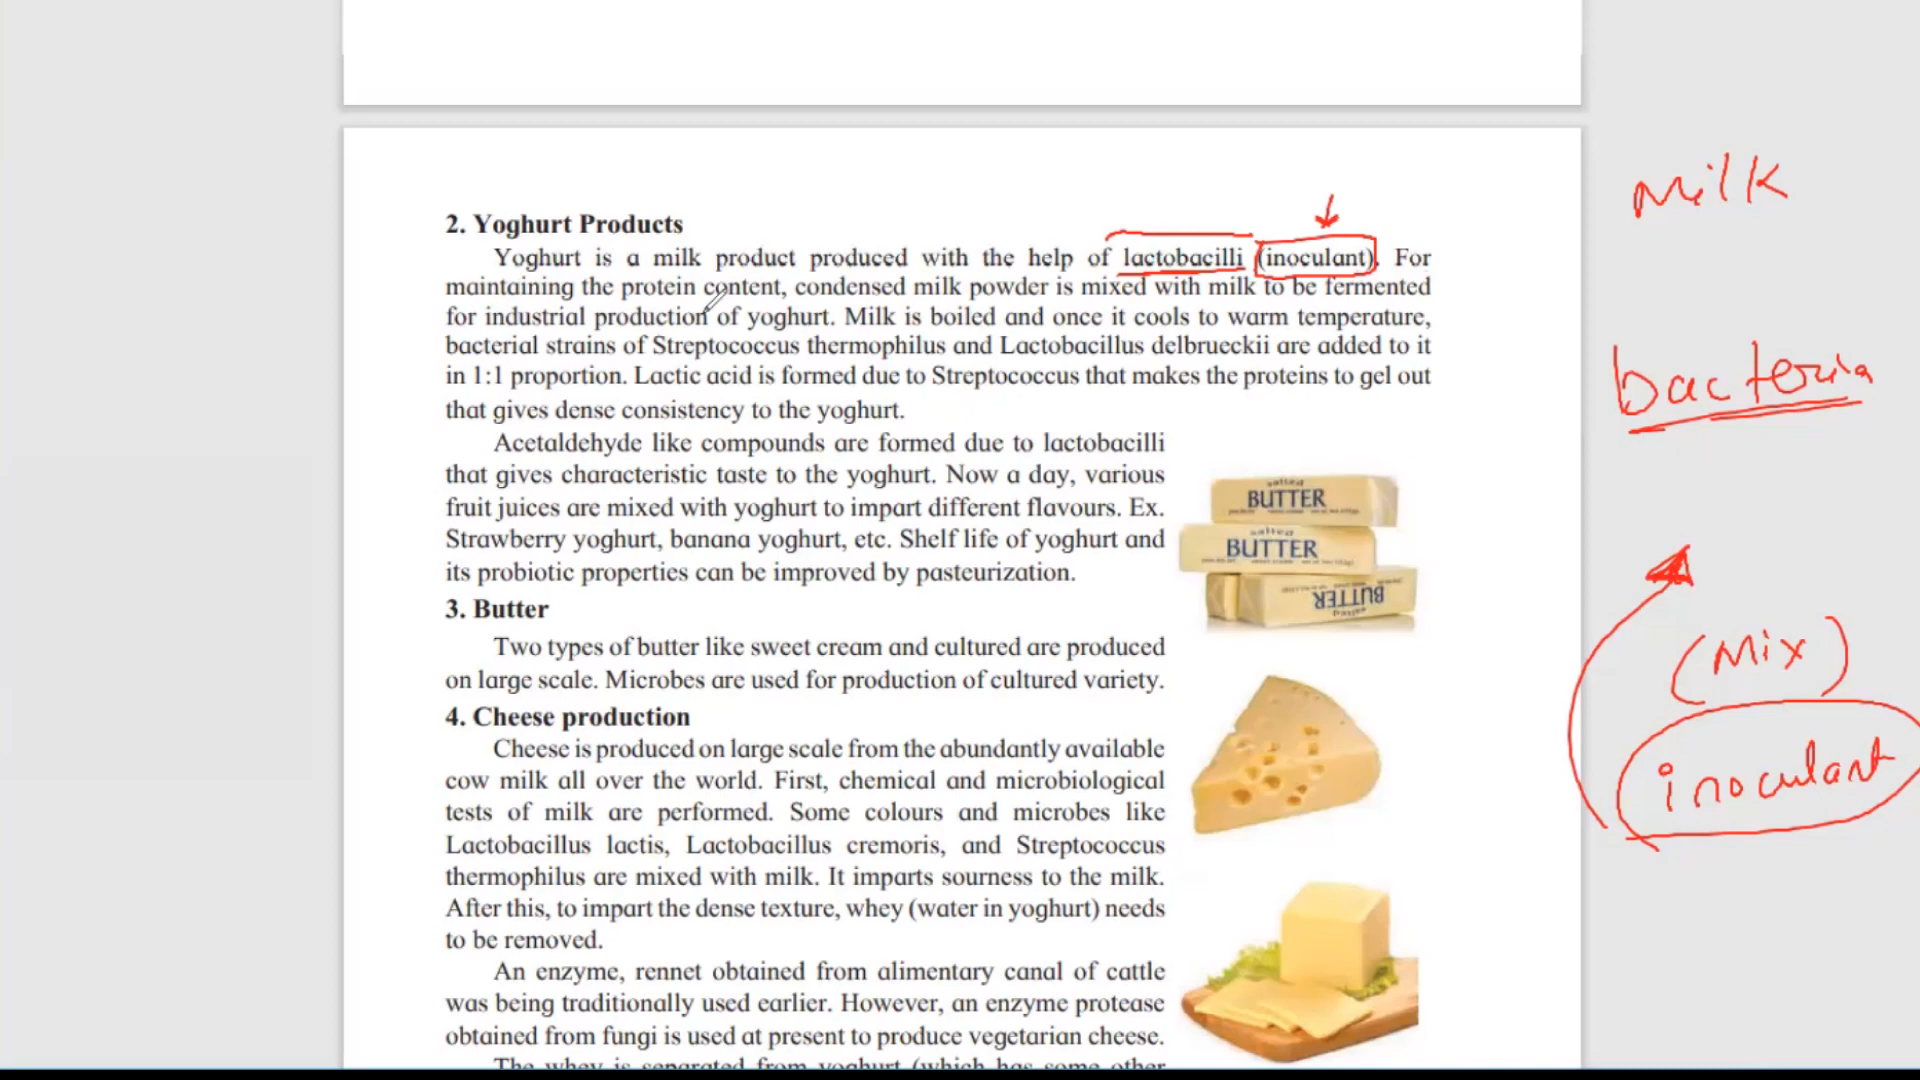 2. Yoghurt Products
Yoghurt is a milk product produced with the help of lactobacilli (inoculant). For
maintaining the protein content, condensed milk powder is mixed with milk to be fermented
for industrial production of yoghurt. Milk is boiled and once it cools to warm temperature,
bacterial strains of Streptococcus thermophilus and Lactobacillus delbrueckii are added to it
in 1:1 proportion. Lactic acid is formed due to Streptococcus that makes the proteins to gel out
that gives dense consistency to the yoghurt.
Acetaldehyde like compounds are formed due to lactobacilli
that gives characteristic taste to the yoghurt. Now a day, various
fruit juices are mixed with yoghurt to impart different flavours. Ex.
Strawberry yoghurt, banana yoghurt, etc. Shelf life of yoghurt and
its probiotic properties can be improved by pasteurization.
3. Butter
Two types of butter like sweet cream and cultured are produced
on large scale. Microbes are used for production of cultured variety.
4. Cheese production
Cheese is produced on large scale from the abundantly available
cow milk all over the world. First, chemical and microbiological
tests of milk are performed. Some colours and microbes like
Lactobacillus lactis, Lactobacillus cremoris, and Streptococcus
thermophilus are mixed with milk. It imparts sourness to the milk.
After this, to impart the dense texture, whey (water in yoghurt) needs
to be removed.
An enzyme, rennet obtained from alimentary canal of cattle
was being traditionally used earlier. However, an enzyme protease
obtained from fungi is used at present to produce vegetarian cheese.
The whey is separated from yoghurt (which has some other
salted
BUTTER
salted
BUTTER
BUTTER
Milk
bacteria
(Mix)
inoculant